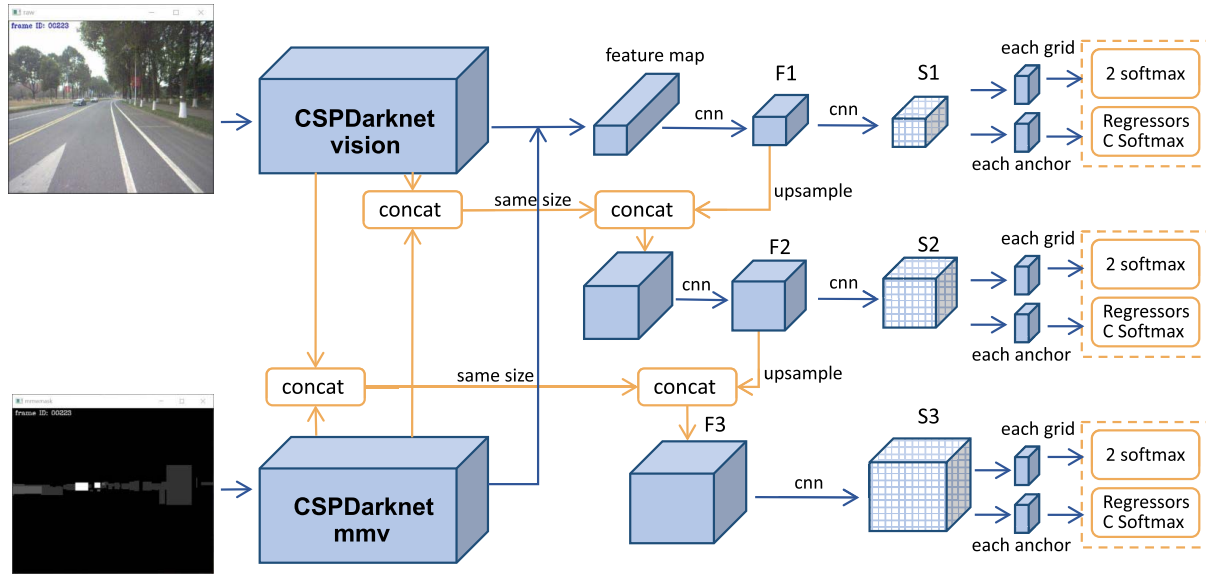 raw
frame ID: 00223
CSPDarknet
vision
feature map
cnn
F1
cnn
S1
each grid
each anchor
2 softmax
Regressors
C Softmax
concat
same size
concat
upsample
cnn
F2
cnn
S2
each grid
each anchor
2 softmax
Regressors
C Softmax
concat
same size
concat
upsample
frame ID: 00223
CSPDarknet
mmv
F3
cnn
S3
each grid
each anchor
2 softmax
Regressors
C Softmax